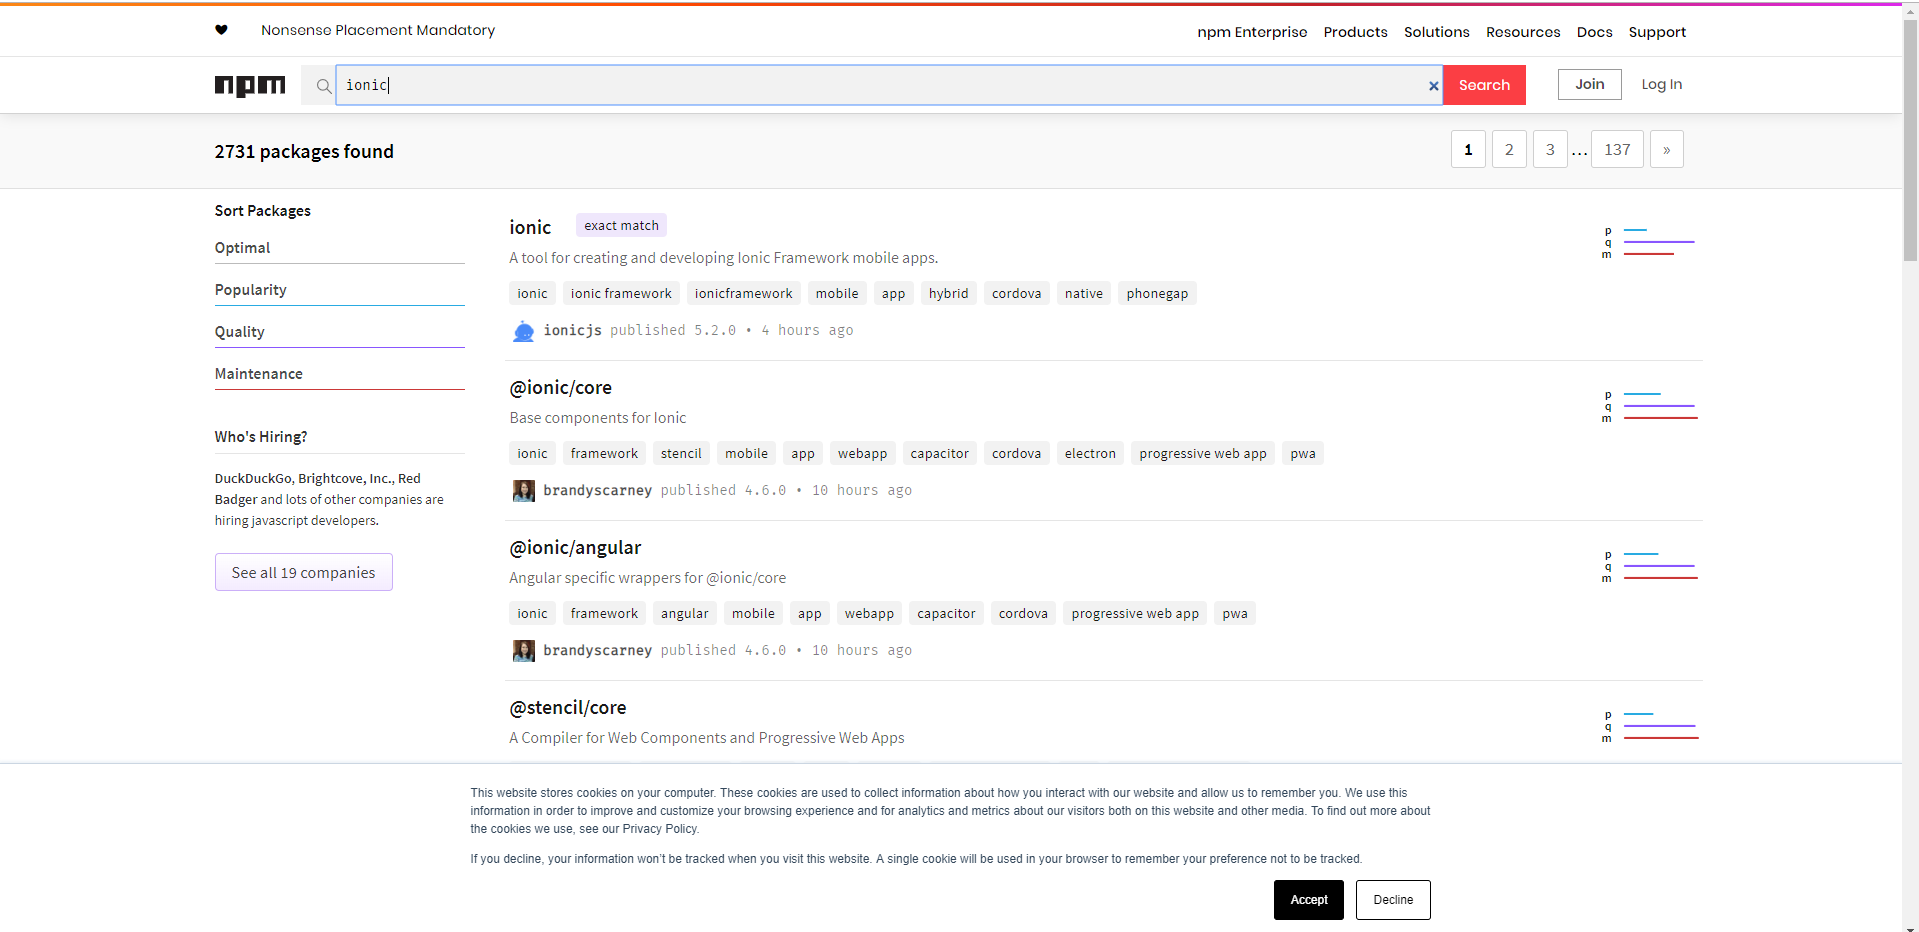 Nonsense Placement Mandatory
npm Enterprise Products Solutions Resources Docs Support
npm ionic × Search Join Log In
2731 packages found
1 2 3 ... 137 »
Sort Packages
Optimal
Popularity
Quality
Maintenance
Who's Hiring?
DuckDuckGo, Brightcove, Inc., Red
Badger and lots of other companies are
hiring javascript developers.
See all 19 companies
ionic exact match
A tool for creating and developing Ionic Framework mobile apps.
ionic ionic framework ionicframework mobile app hybrid cordova native phonegap
ionicjs published 5.2.0 • 4 hours ago
p
q
m
@ionic/core
Base components for Ionic
ionic framework stencil mobile app webapp capacitor cordova electron progressive web app pwa
brandyscarney published 4.6.0 • 10 hours ago
p
q
m
@ionic/angular
Angular specific wrappers for @ionic/core
ionic framework angular mobile app webapp capacitor cordova progressive web app pwa
brandyscarney published 4.6.0 • 10 hours ago
p
q
m
@stencil/core
A Compiler for Web Components and Progressive Web Apps
p
q
m
This website stores cookies on your computer. These cookies are used to collect information about how you interact with our website and allow us to remember you. We use this
information in order to improve and customize your browsing experience and for analytics and metrics about our visitors both on this website and other media. To find out more about
the cookies we use, see our Privacy Policy.
If you decline, your information won't be tracked when you visit this website. A single cookie will be used in your browser to remember your preference not to be tracked.
Accept Decline